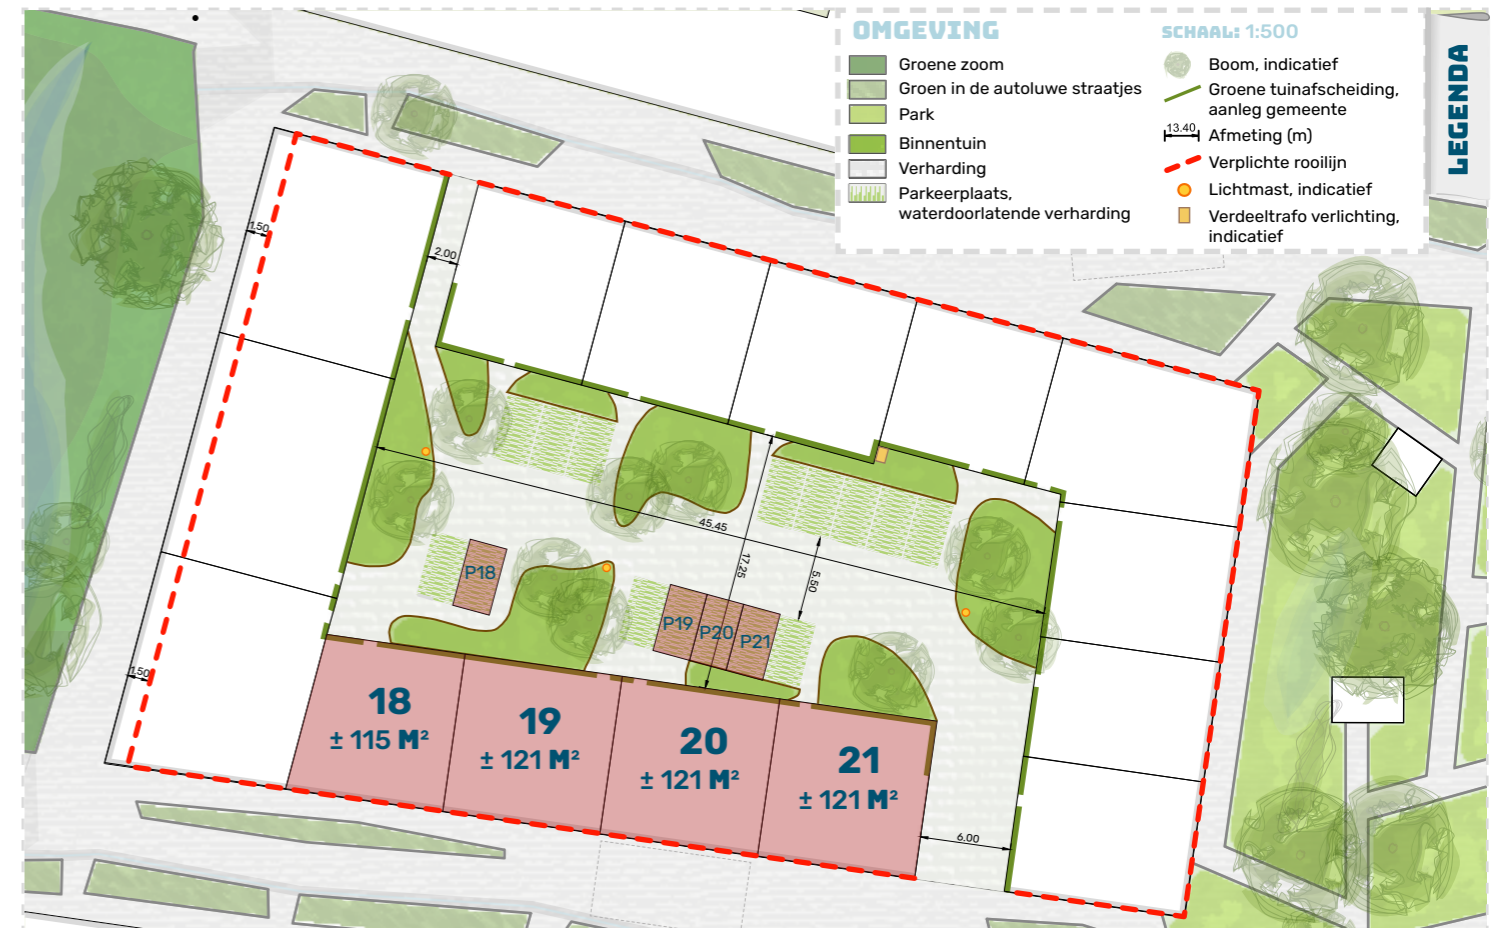 OMGEVING
Groene zoom
Groen in de autoluwe straatjes
Park
Binnentuin
Verharding
Parkeerplaats,
waterdoorlatende verharding
SCHAAL: 1:500
Boom, indicatief
Groene tuinafscheiding,
aanleg gemeente
13.40 Afmeting (m)
Verplichte rooilijn
Lichtmast, indicatief
Verdeeltrafo verlichting,
indicatief
LEGENDA
1.50
2.00
45.45
17.25
5.50
P18
P19
P20
P21
1.50
18
± 115 M²
19
± 121 M²
20
± 121 M²
21
± 121 M²
6.00